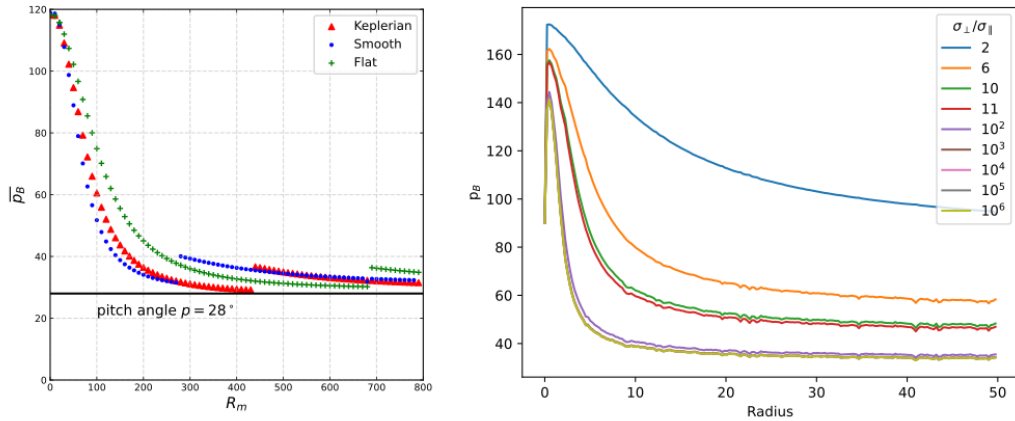 120
100
80
60
40
20
0
p̅_B
0 100 200 300 400 500 600 700 800
R_m
Keplerian
Smooth
Flat
pitch angle p = 28°
160
140
120
100
80
60
40
p_B
0 10 20 30 40 50
Radius
σ⊥/σ∥
2
6
10
11
10²
10³
10⁴
10⁵
10⁶